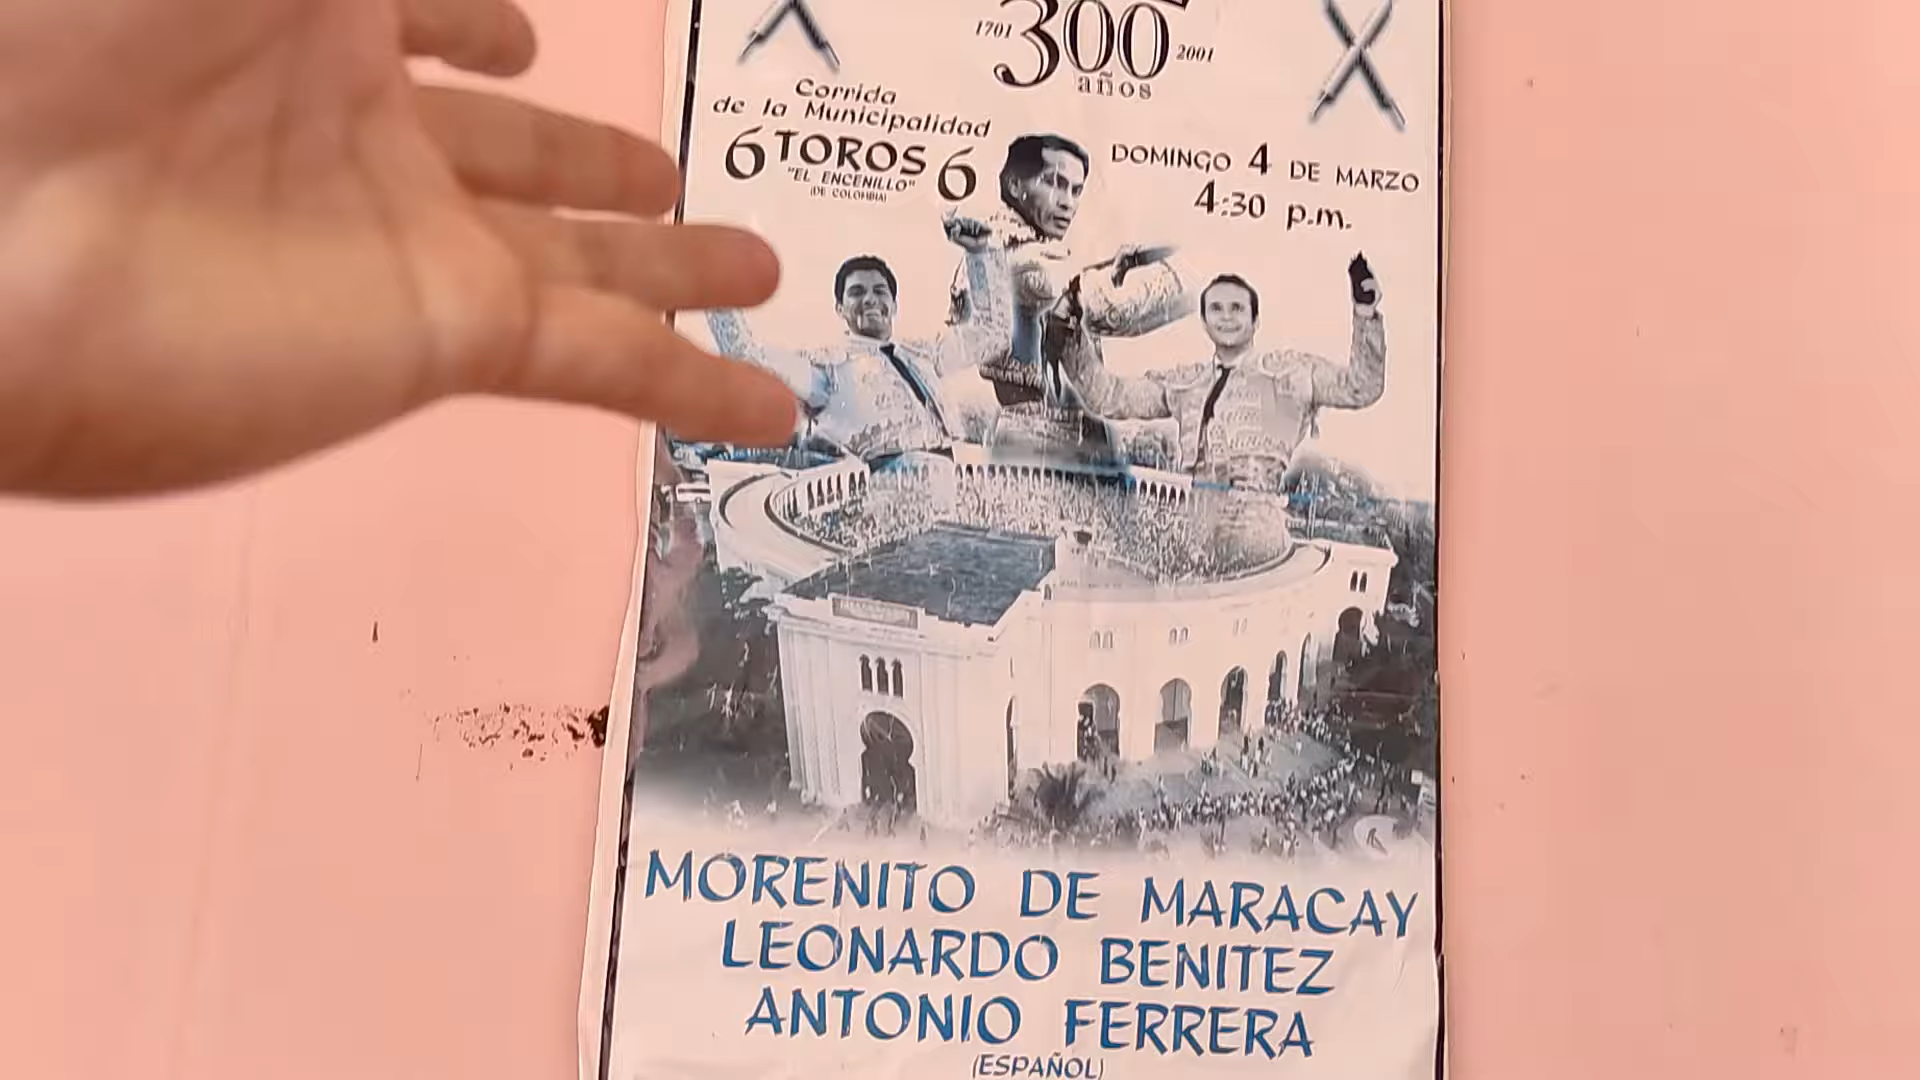 1701 300 2001
años
Corrida
de la Municipalidad
6 TOROS 6
"EL ENCENILLO"
(DE COLOMBIA)
DOMINGO 4 DE MARZO
4:30 p.m.
MORENITO DE MARACAY
LEONARDO BENITEZ
ANTONIO FERRERA
(ESPAÑOL)